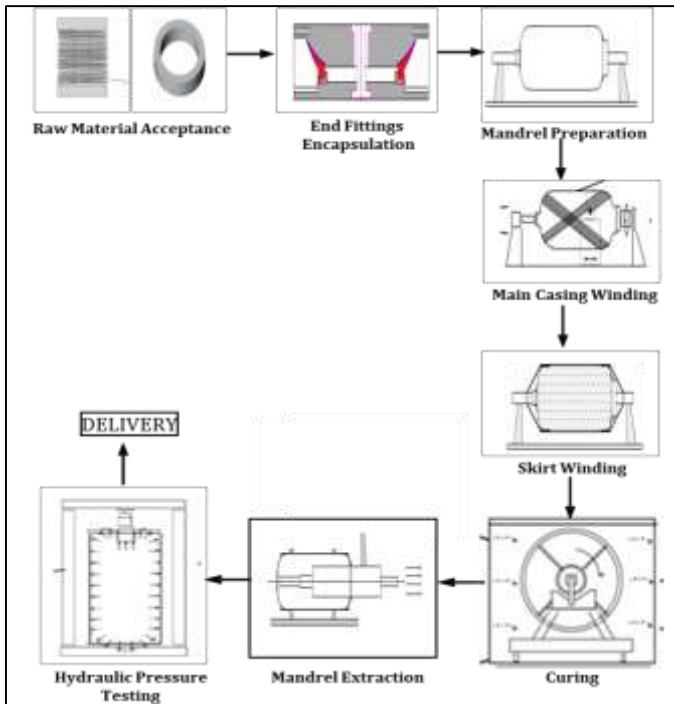 Raw Material Acceptance
End Fittings
Encapsulation
Mandrel Preparation
Main Casing Winding
Skirt Winding
Curing
Mandrel Extraction
Hydraulic Pressure
Testing
DELIVERY